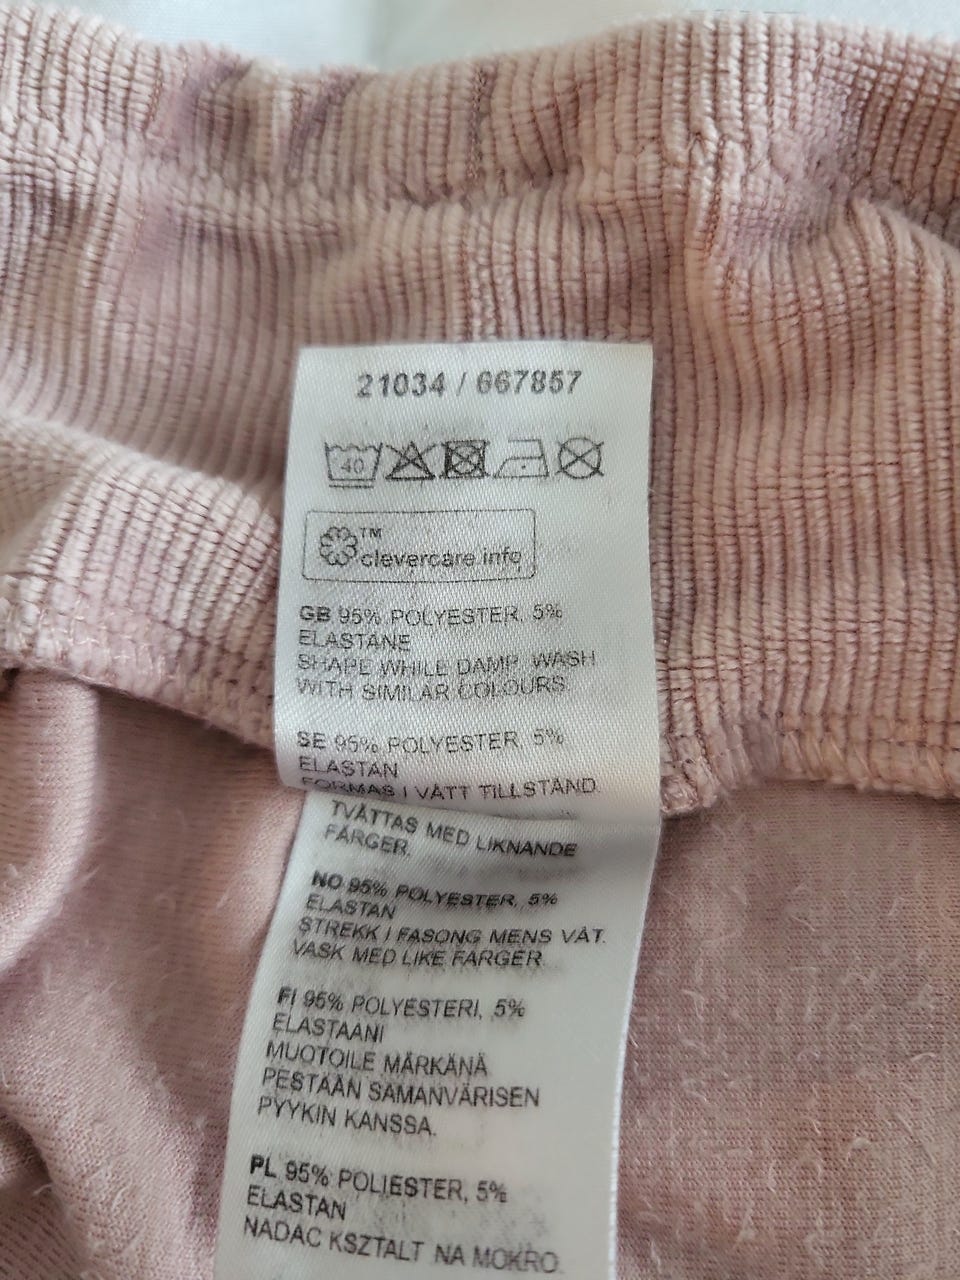 21034 / 667857
40
TM
clevercare.info
GB 95% POLYESTER, 5%
ELASTANE
SHAPE WHILE DAMP. WASH
WITH SIMILAR COLOURS.
SE 95% POLYESTER, 5%
ELASTAN
FORMAS I VÅTT TILLSTÅND.
TVÄTTAS MED LIKNANDE
FÄRGER.
NO 95% POLYESTER, 5%
ELASTAN
STREKK I FASONG MENS VÅT.
VASK MED LIKE FARGER
FI 95% POLYESTERI, 5%
ELASTAANI
MUOTOILE MÄRKÄNÄ
PESTÄÄN SAMANVÄRISEN
PYYKIN KANSSA.
PL 95% POLIESTER, 5%
ELASTAN
NADAC KSZTALT NA MOKRO.